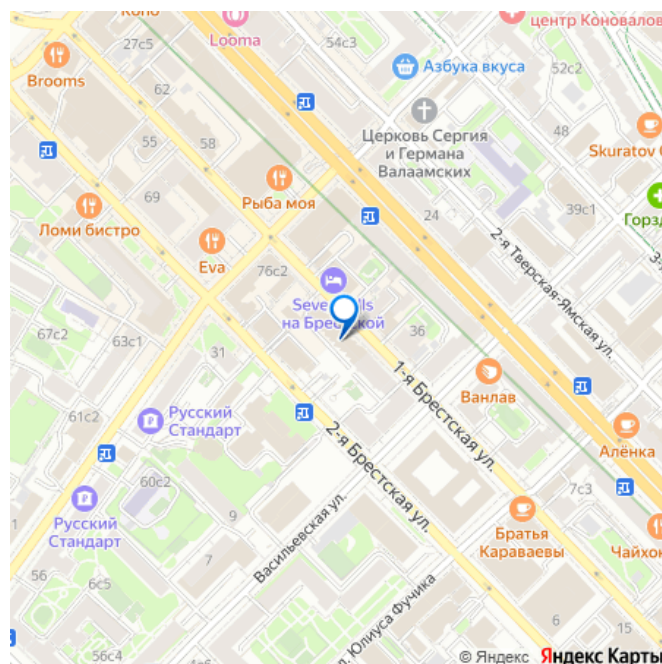 Looma
центр Коновалов
27с5
54с3
Brooms
Азбука вкуса
52с2
62
Церковь Сергия
и Германа
Валаамских
55
58
48
Skuratov C
Рыба моя
69
Ломи бистро
24
39с1
Горзд
Eva
2-я Тверская-Ямская ул.
3-
76с2
Seve
lls
на Брестской
36
67с2
63с1
31
1-я Брестская ул.
Ванлав
61с2
Русский
Стандарт
2-я Брестская ул.
Алёнка
60с2
7с3
Русский
Стандарт
9
Васильевская ул.
Братья
Караваевы
Чайхон
7
56
6с5
ул. Юлиуса Фучика
6
15
56с4
© Яндекс Яндекс Карты